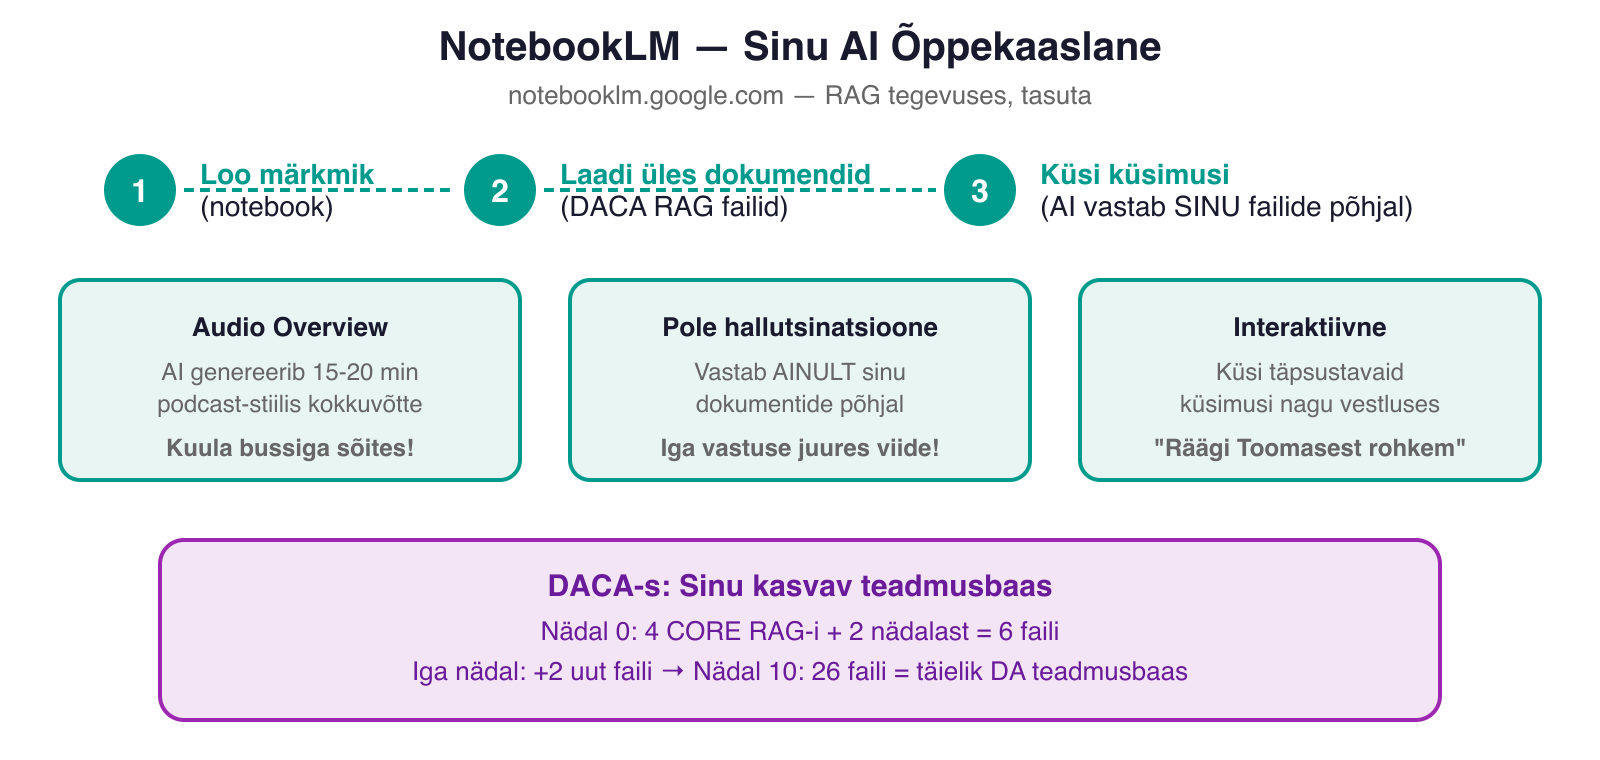 NotebookLM — Sinu AI Õppekaaslane
notebooklm.google.com — RAG tegevuses, tasuta
1
Loo märkmik
(notebook)
2
Laadi üles dokumendid
(DACA RAG failid)
3
Küsi küsimusi
(AI vastab SINU failide põhjal)
Audio Overview
AI genereerib 15-20 min
podcast-stiilis kokkuvõtte
Kuula bussiga sõites!
Pole hallutsinatsioone
Vastab AINULT sinu
dokumentide põhjal
Iga vastuse juures viide!
Interaktiivne
Küsi täpsustavaid
küsimusi nagu vestluses
"Räägi Toomasest rohkem"
DACA-s: Sinu kasvav teadmusbaas
Nädal 0: 4 CORE RAG-i + 2 nädalast = 6 faili
Iga nädal: +2 uut faili → Nädal 10: 26 faili = täielik DA teadmusbaas